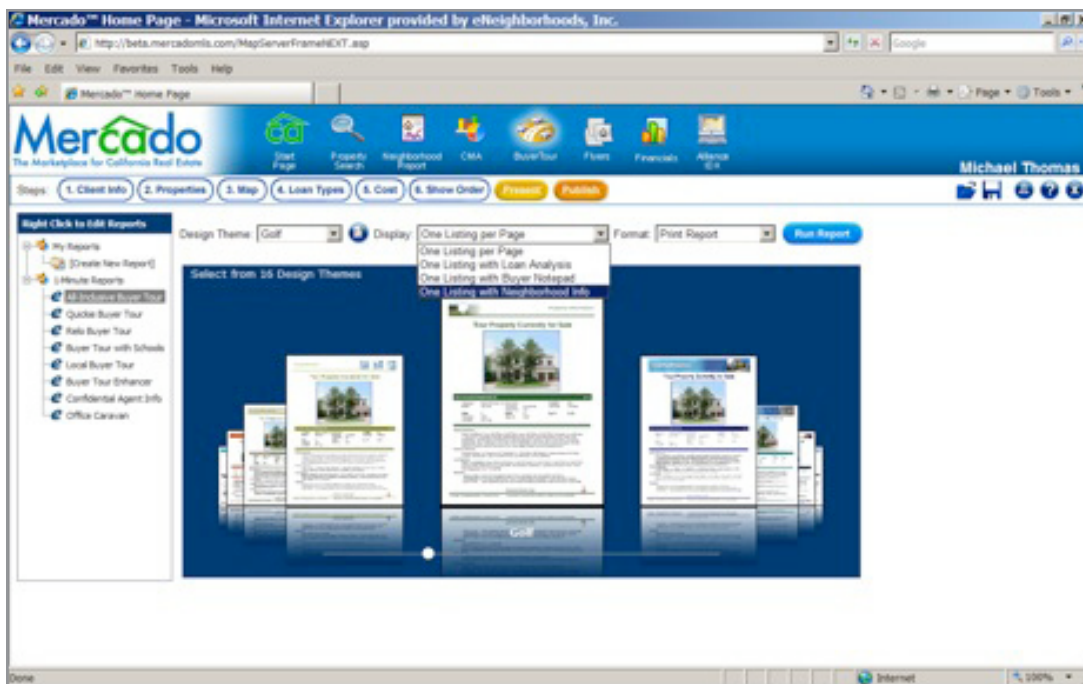 Mercado™ Home Page - Microsoft Internet Explorer provided by eNeighborhoods, Inc.
http://beta.mercadomls.com/MapServerFrameNEXT.asp
Google
File Edit View Favorites Tools Help
Mercado™ Home Page
Page Tools
Mercado
The Marketplace for California Real Estate
ca
Start Page
Property Search
Neighborhood Report
CMA
BuyerTour
Flyers
Financials
Alliance IDX
Michael Thomas
Steps: 1. Client Info 2. Properties 3. Map 4. Loan Types 5. Cost 6. Show Order Present Publish
Right Click to Edit Reports
My Reports
[Create New Report]
1-Minute Reports
All-Inclusive Buyer Tour
Quickie Buyer Tour
Relo Buyer Tour
Buyer Tour with Schools
Local Buyer Tour
Buyer Tour Enhancer
Confidential Agent Info
Office Caravan
Design Theme: Golf Display: One Listing per Page Format: Print Report Run Report
One Listing per Page
One Listing with Loan Analysis
One Listing with Buyer Notepad
One Listing with Neighborhood Info
Select from 16 Design Themes
Tour Property Currently for Sale
Golf
Done
Internet
100%